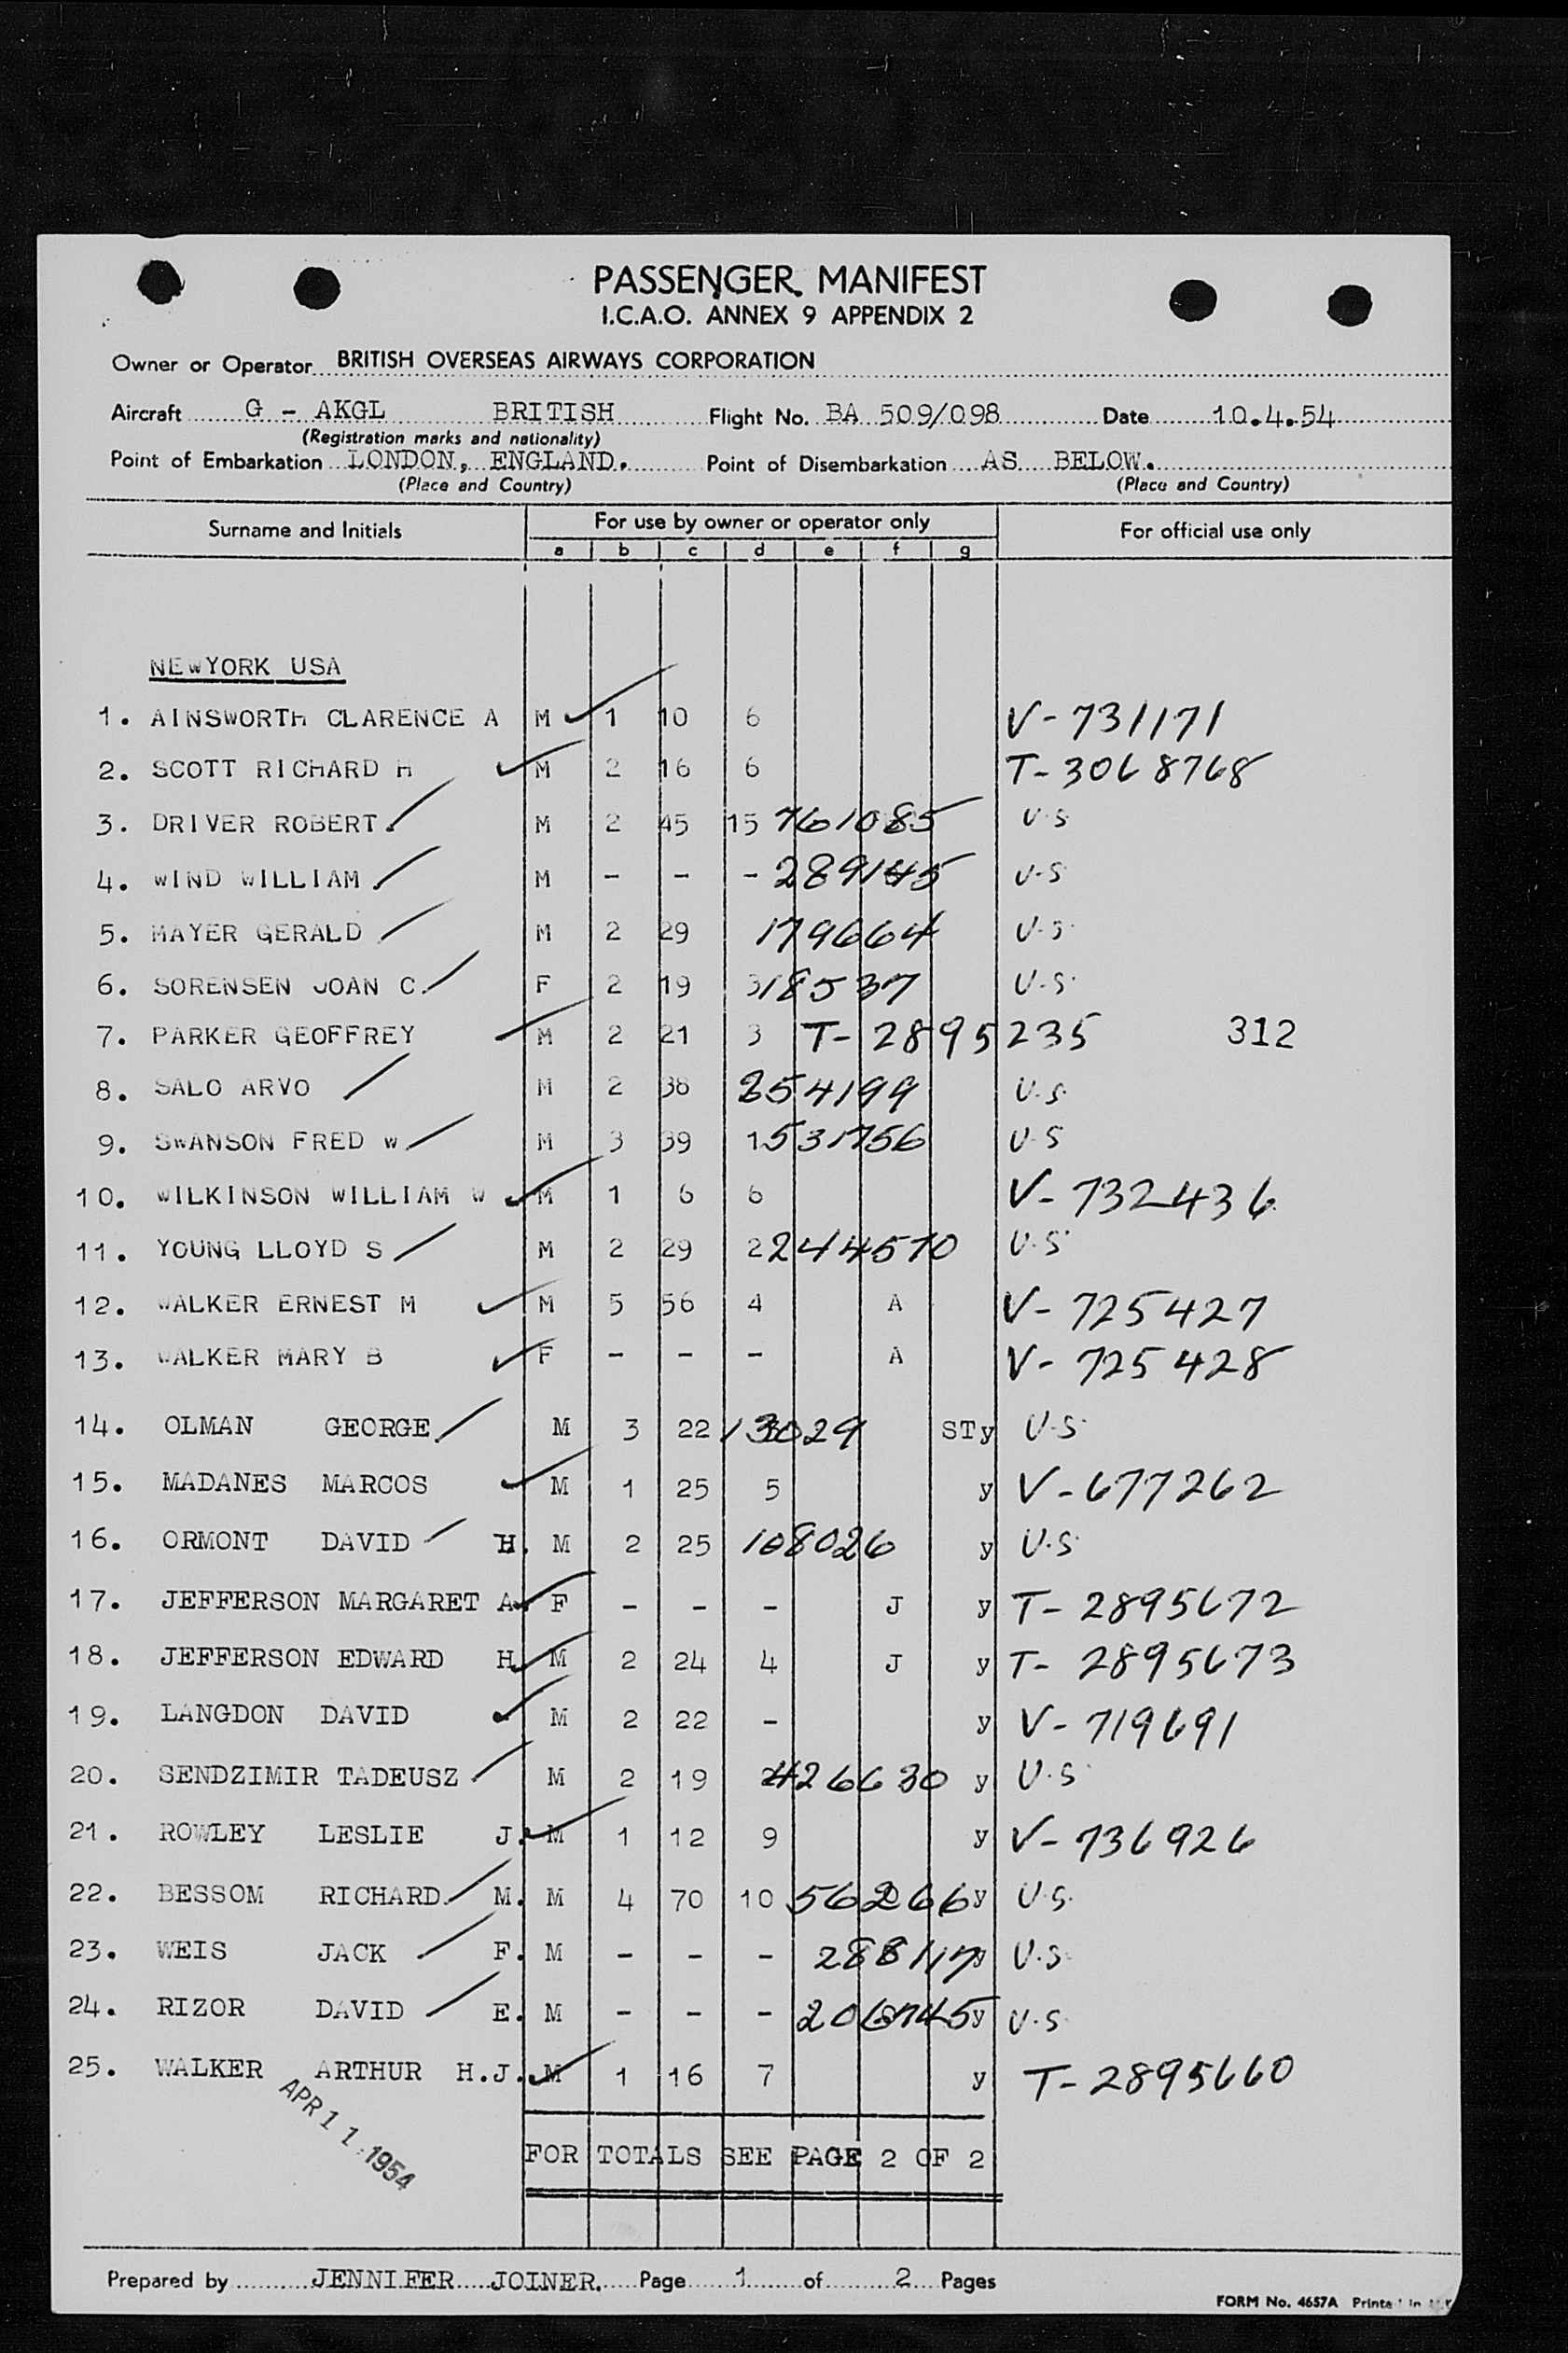 PASSENGER MANIFEST
I.C.A.O. ANNEX 9 APPENDIX 2
Owner or Operator BRITISH OVERSEAS AIRWAYS CORPORATION
Aircraft G - AKGL BRITISH Flight No. BA 509/098 Date 10.4.54
(Registration marks and nationality)
Point of Embarkation LONDON, ENGLAND. Point of Disembarkation AS BELOW.
(Place and Country) (Place and Country)
Surname and Initials For use by owner or operator only For official use only
a b c d e f g
NEWYORK USA
1. AINSWORTH CLARENCE A M 1 10 6 V-731171
2. SCOTT RICHARD H M 2 16 6 T-3068768
3. DRIVER ROBERT. M 2 45 15 761085 U.S
4. WIND WILLIAM M - - - 289145 U.S
5. MAYER GERALD M 2 29 179664 U.S.
6. SORENSEN JOAN C. F 2 19 3 18537 U.S.
7. PARKER GEOFFREY M 2 21 3 T-2895235 312
8. SALO ARVO M 2 38 254199 U.S.
9. SWANSON FRED W M 3 39 1 531756 U.S
10. WILKINSON WILLIAM W M 1 6 6 V-732436
11. YOUNG LLOYD S M 2 29 2 244570 U.S
12. WALKER ERNEST M M 5 56 4 A V-725427
13. WALKER MARY B F - - - A V-725428
14. OLMAN GEORGE M 3 22 13029 STy U.S
15. MADANES MARCOS M 1 25 5 y V-677262
16. ORMONT DAVID H. M 2 25 108026 y U.S
17. JEFFERSON MARGARET A. F - - - J y T-2895672
18. JEFFERSON EDWARD H M 2 24 4 J y T-2895673
19. LANGDON DAVID M 2 22 - y V-719691
20. SENDZIMIR TADEUSZ M 2 19 426630 y U.S
21. ROWLEY LESLIE J. M 1 12 9 y V-736926
22. BESSOM RICHARD M. M 4 70 10 56266 y U.S.
23. WEIS JACK F. M - - - 288117 y U.S.
24. RIZOR DAVID E. M - - - 206745 y U.S
25. WALKER ARTHUR H.J. M 1 16 7 y T-2895660
APR 11 1954
FOR TOTALS SEE PAGE 2 OF 2
Prepared by JENNIFER JOINER. Page 1 of 2 Pages
FORM No. 4657A Printed in